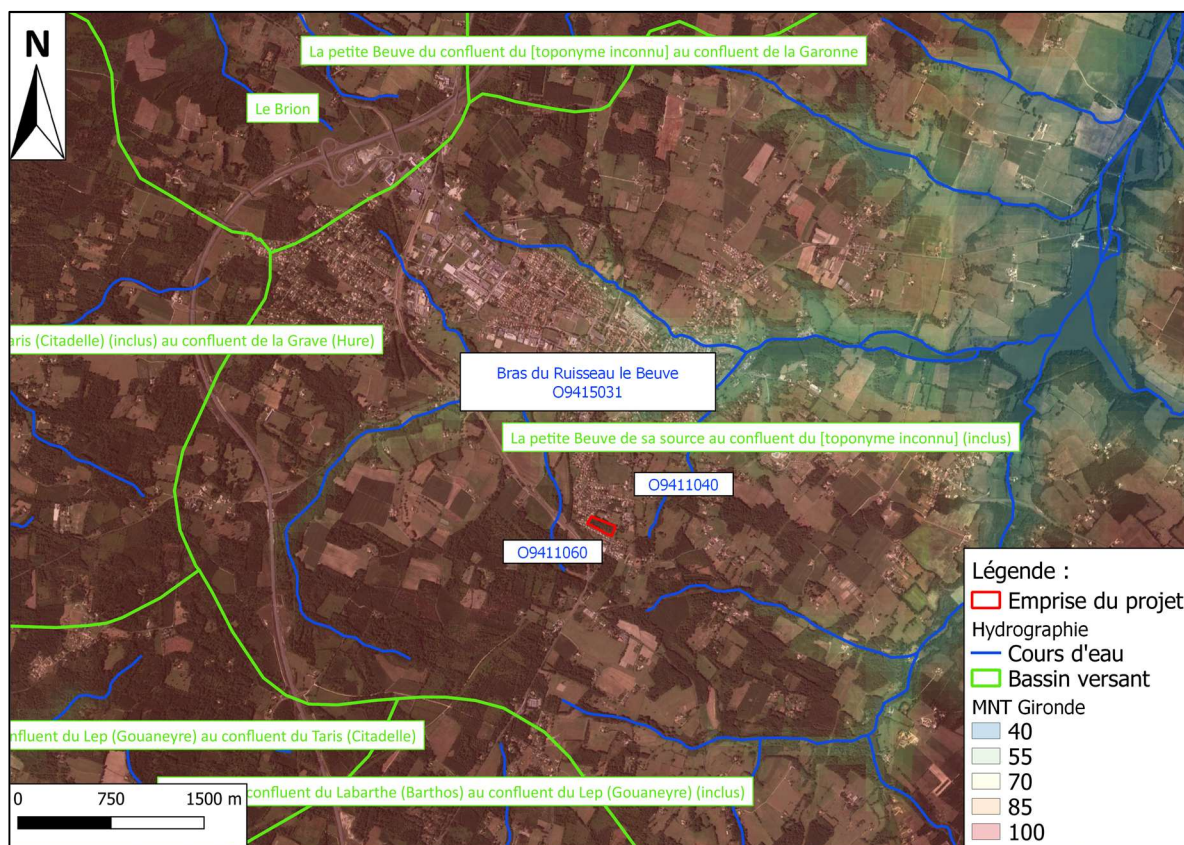 N
La petite Beuve du confluent du [toponyme inconnu] au confluent de la Garonne
Le Brion
aris (Citadelle) (inclus) au confluent de la Grave (Hure)
Bras du Ruisseau le Beuve
O9415031
La petite Beuve de sa source au confluent du [toponyme inconnu] (inclus)
O9411040
O9411060
nfluent du Lep (Gouaneyre) au confluent du Taris (Citadelle)
confluent du Labarthe (Barthos) au confluent du Lep (Gouaneyre) (inclus)
0 750 1500 m
Légende :
Emprise du projet
Hydrographie
Cours d'eau
Bassin versant
MNT Gironde
40
55
70
85
100